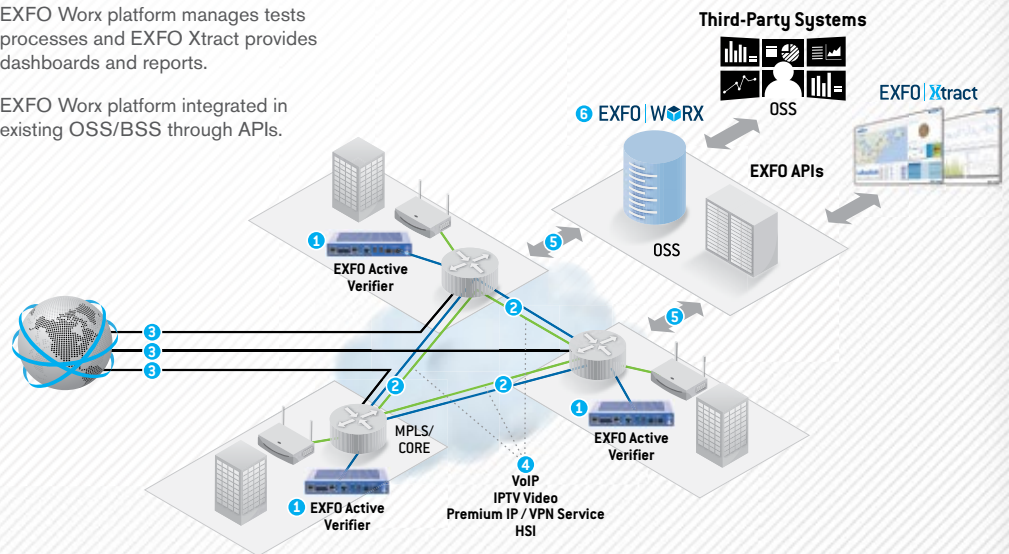 EXFO Worx platform manages tests
processes and EXFO Xtract provides
dashboards and reports.
EXFO Worx platform integrated in
existing OSS/BSS through APIs.
Third-Party Systems
OSS
EXFO Xtract
6 EXFO WORX
EXFO APIs
OSS
1
EXFO Active
Verifier
5
2
5
3
3
3
2
2
MPLS/
CORE
1
EXFO Active
Verifier
1 EXFO Active
Verifier
4
VoIP
IPTV Video
Premium IP / VPN Service
HSI